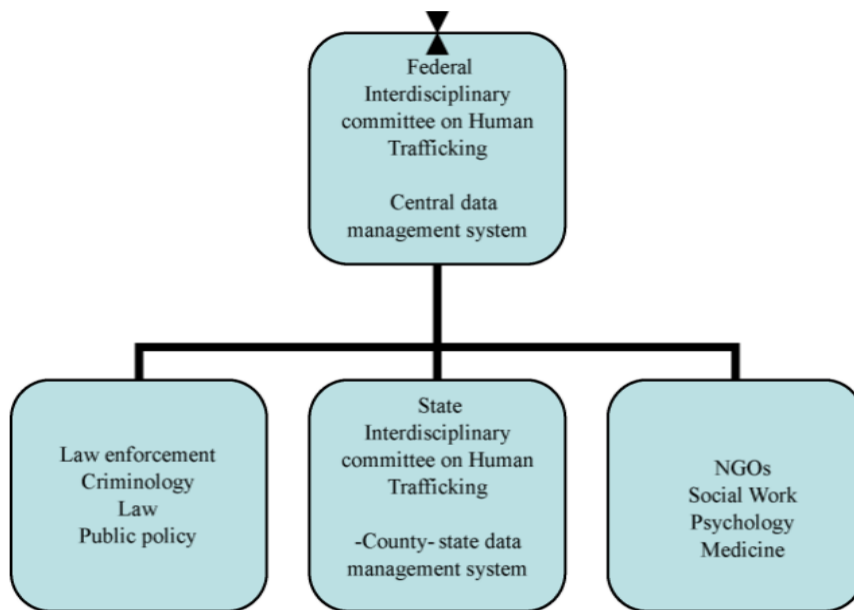 Federal
Interdisciplinary
committee on Human
Trafficking
Central data
management system
Law enforcement
Criminology
Law
Public policy
State
Interdisciplinary
committee on Human
Trafficking
-County- state data
management system
NGOs
Social Work
Psychology
Medicine